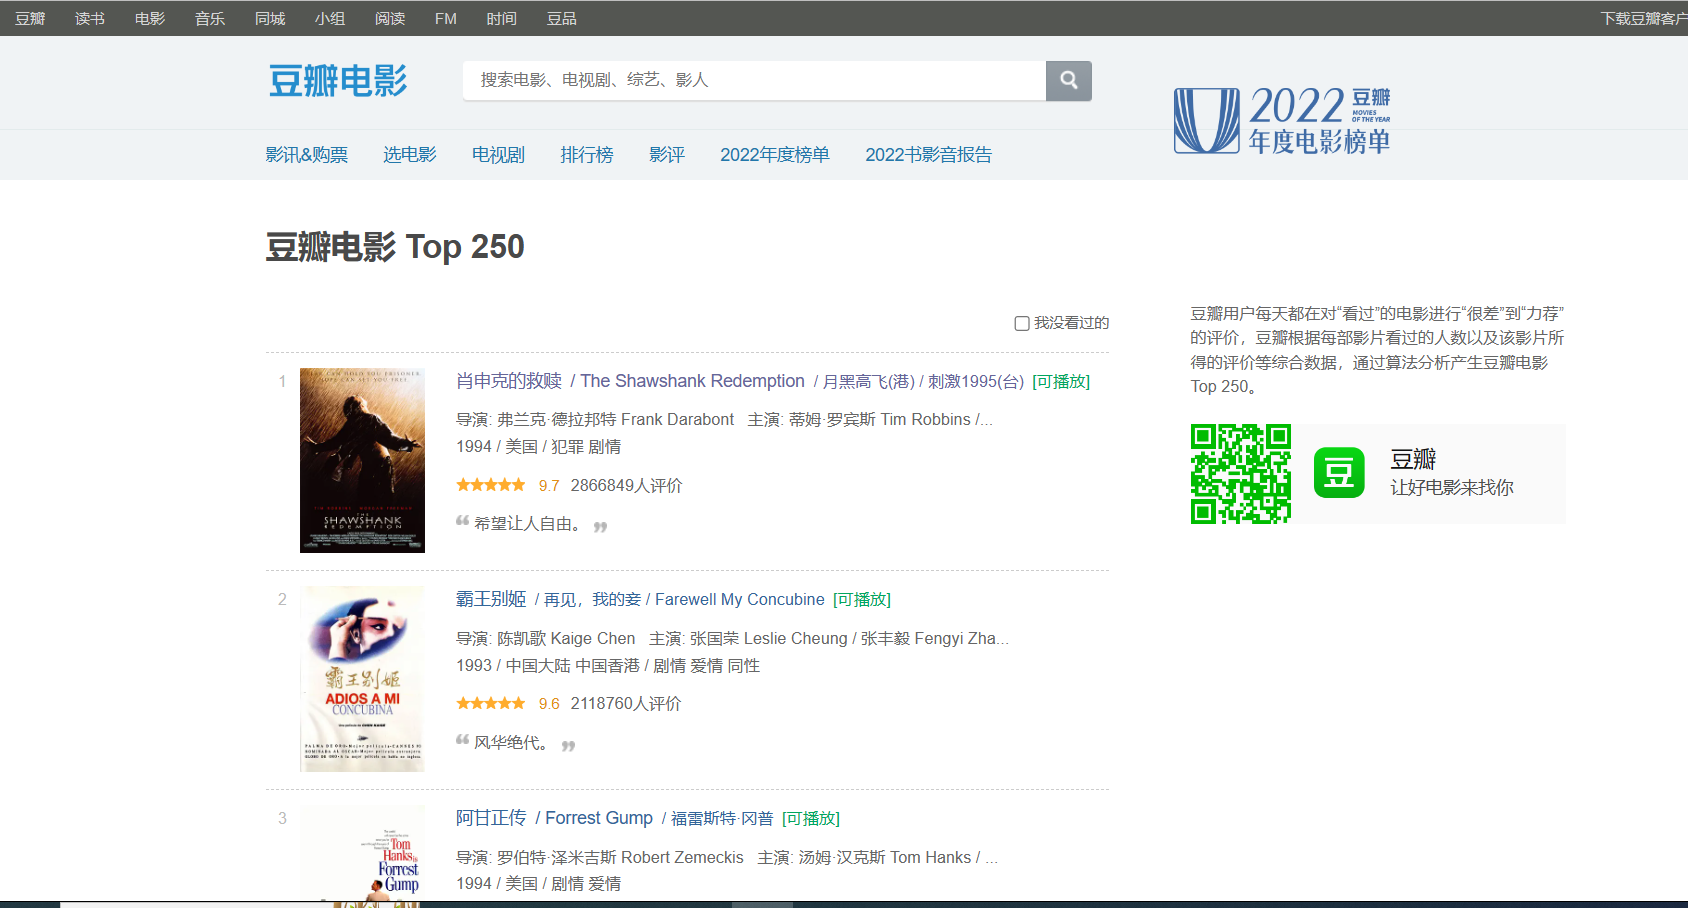 豆瓣 读书 电影 音乐 同城 小组 阅读 FM 时间 豆品 下载豆瓣客户
豆瓣电影
搜索电影、电视剧、综艺、影人
2022 豆瓣
MOVIES
OF THE YEAR
年度电影榜单
影讯&购票 选电影 电视剧 排行榜 影评 2022年度榜单 2022书影音报告
豆瓣电影 Top 250
我没看过的
1
肖申克的救赎 / The Shawshank Redemption / 月黑高飞(港) / 刺激1995(台) [可播放]
导演: 弗兰克·德拉邦特 Frank Darabont 主演: 蒂姆·罗宾斯 Tim Robbins /...
1994 / 美国 / 犯罪 剧情
9.7 2866849人评价
“ 希望让人自由。 ”
THE
SHAWSHANK
REDEMPTION
2
霸王别姬 / 再见，我的妾 / Farewell My Concubine [可播放]
导演: 陈凯歌 Kaige Chen 主演: 张国荣 Leslie Cheung / 张丰毅 Fengyi Zha...
1993 / 中国大陆 中国香港 / 剧情 爱情 同性
9.6 2118760人评价
“ 风华绝代。 ”
霸王别姬
ADIOS A MI
CONCUBINA
3
阿甘正传 / Forrest Gump / 福雷斯特·冈普 [可播放]
导演: 罗伯特·泽米吉斯 Robert Zemeckis 主演: 汤姆·汉克斯 Tom Hanks / ...
1994 / 美国 / 剧情 爱情
Tom
Hanks is
Forrest
Gump
豆瓣用户每天都在对“看过”的电影进行“很差”到“力荐”
的评价，豆瓣根据每部影片看过的人数以及该影片所
得的评价等综合数据，通过算法分析产生豆瓣电影
Top 250。
豆
豆瓣
让好电影来找你